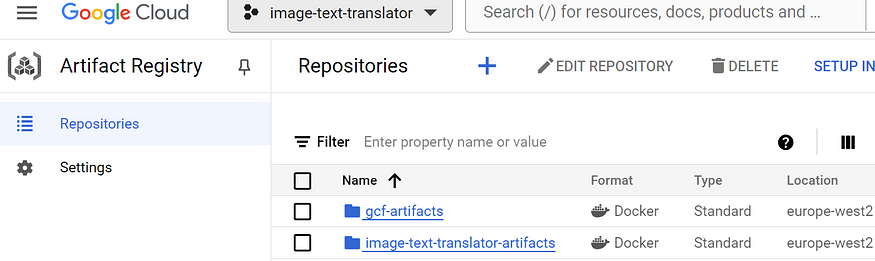 Google Cloud image-text-translator Search (/) for resources, docs, products and ...
Artifact Registry Repositories EDIT REPOSITORY DELETE SETUP IN
Repositories
Settings
Filter Enter property name or value
Name Format Type Location
gcf-artifacts Docker Standard europe-west2
image-text-translator-artifacts Docker Standard europe-west2